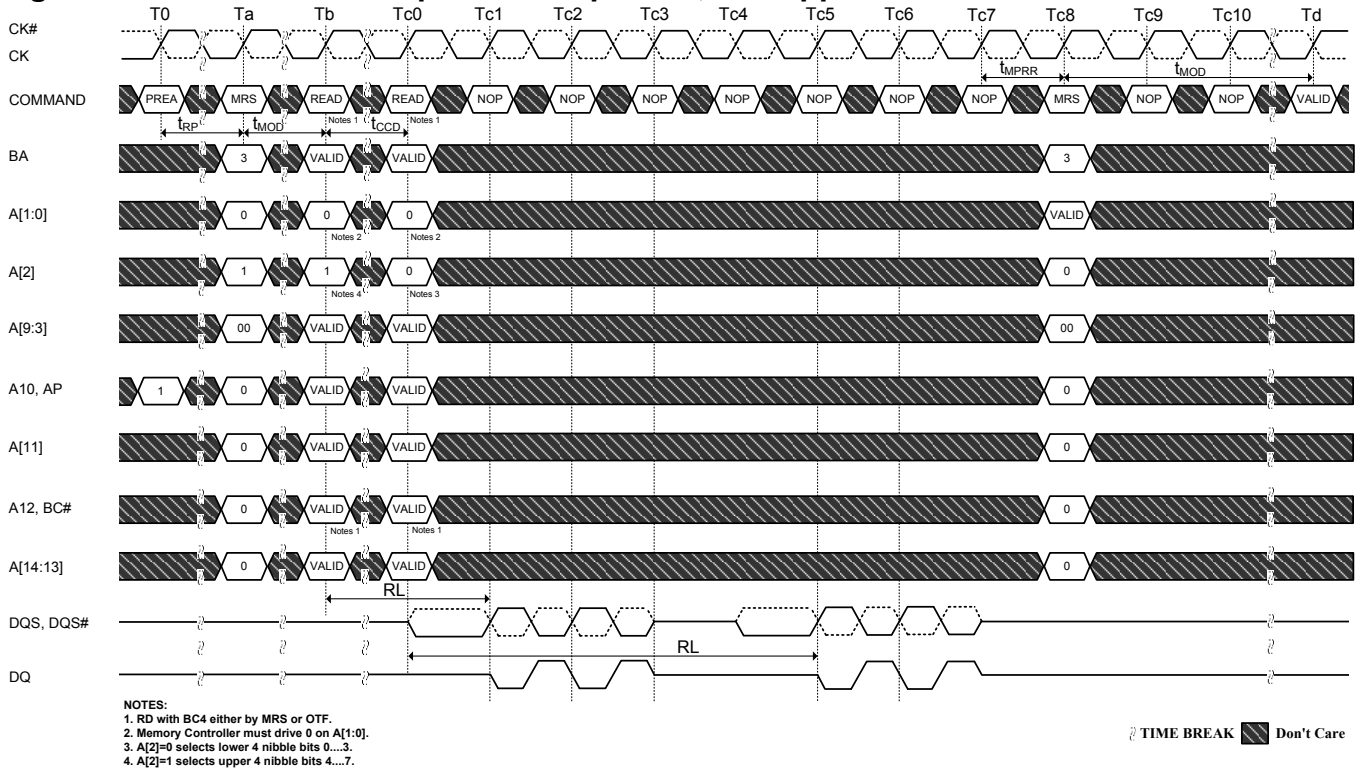 T0 Ta Tb Tc0 Tc1 Tc2 Tc3 Tc4 Tc5 Tc6 Tc7 Tc8 Tc9 Tc10 Td
CK#
CK
tMPRR tMOD
COMMAND PREA MRS READ READ NOP NOP NOP NOP NOP NOP NOP MRS NOP NOP VALID
Notes 1 Notes 1
tRP tMOD tCCD
BA 3 VALID VALID 3
A[1:0] 0 0 0 VALID
Notes 2 Notes 2
A[2] 1 1 0 0
Notes 4 Notes 3
A[9:3] 00 VALID VALID 00
A10, AP 1 0 VALID VALID 0
A[11] 0 VALID VALID 0
A12, BC# 0 VALID VALID 0
Notes 1 Notes 1
A[14:13] 0 VALID VALID 0
RL
DQS, DQS#
RL
DQ
NOTES:
1. RD with BC4 either by MRS or OTF.
2. Memory Controller must drive 0 on A[1:0].
3. A[2]=0 selects lower 4 nibble bits 0....3.
4. A[2]=1 selects upper 4 nibble bits 4....7.
TIME BREAK Don't Care